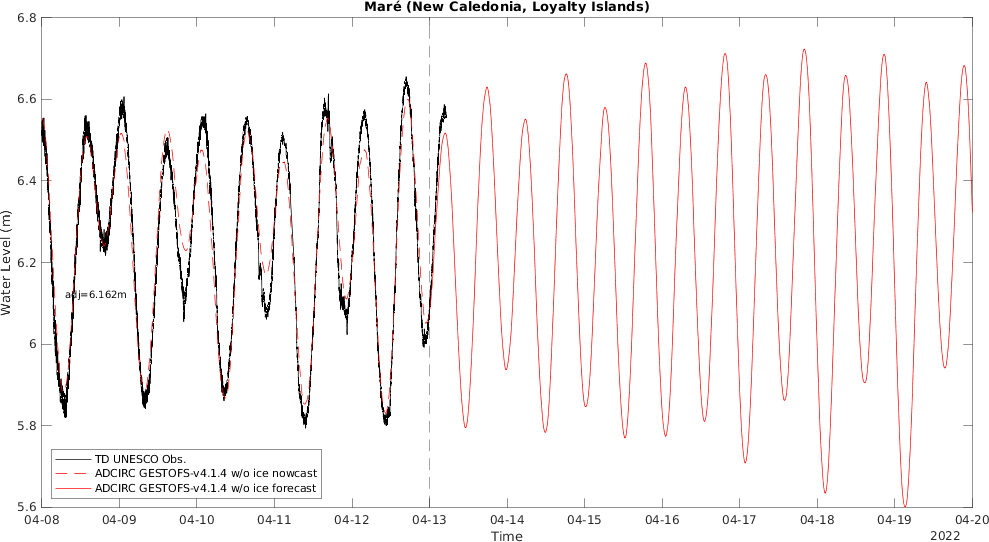 Maré (New Caledonia, Loyalty Islands)
6.8
6.6
6.4
6.2
6
5.8
5.6
Water Level (m)
adj=6.162m
TD UNESCO Obs.
ADCIRC GESTOFS-v4.1.4 w/o ice nowcast
ADCIRC GESTOFS-v4.1.4 w/o ice forecast
04-08 04-09 04-10 04-11 04-12 04-13 04-14 04-15 04-16 04-17 04-18 04-19 04-20
Time
2022